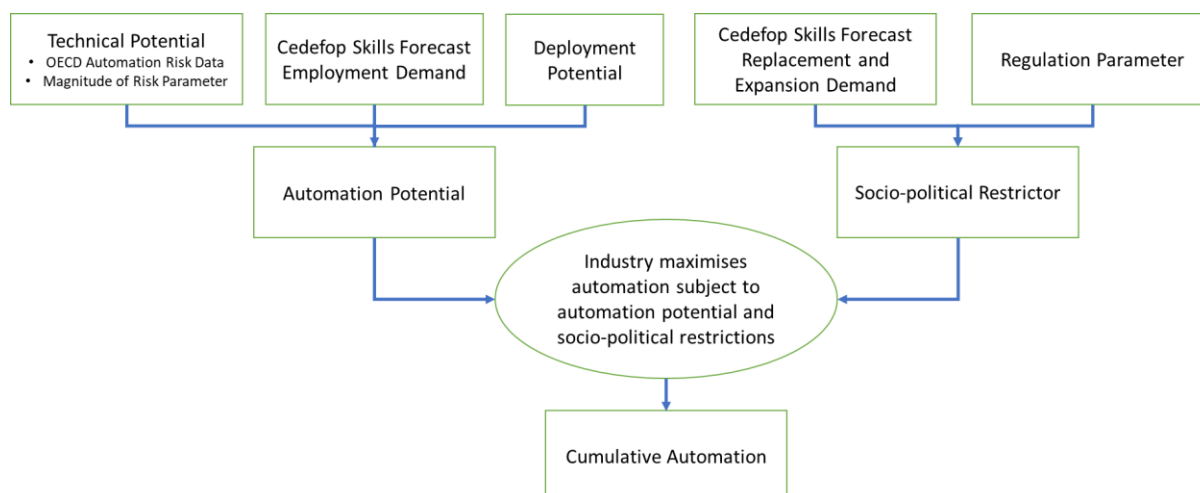 Technical Potential
• OECD Automation Risk Data
• Magnitude of Risk Parameter
Cedefop Skills Forecast
Employment Demand
Deployment
Potential
Cedefop Skills Forecast
Replacement and
Expansion Demand
Regulation Parameter
Automation Potential
Socio-political Restrictor
Industry maximises
automation subject to
automation potential and
socio-political restrictions
Cumulative Automation